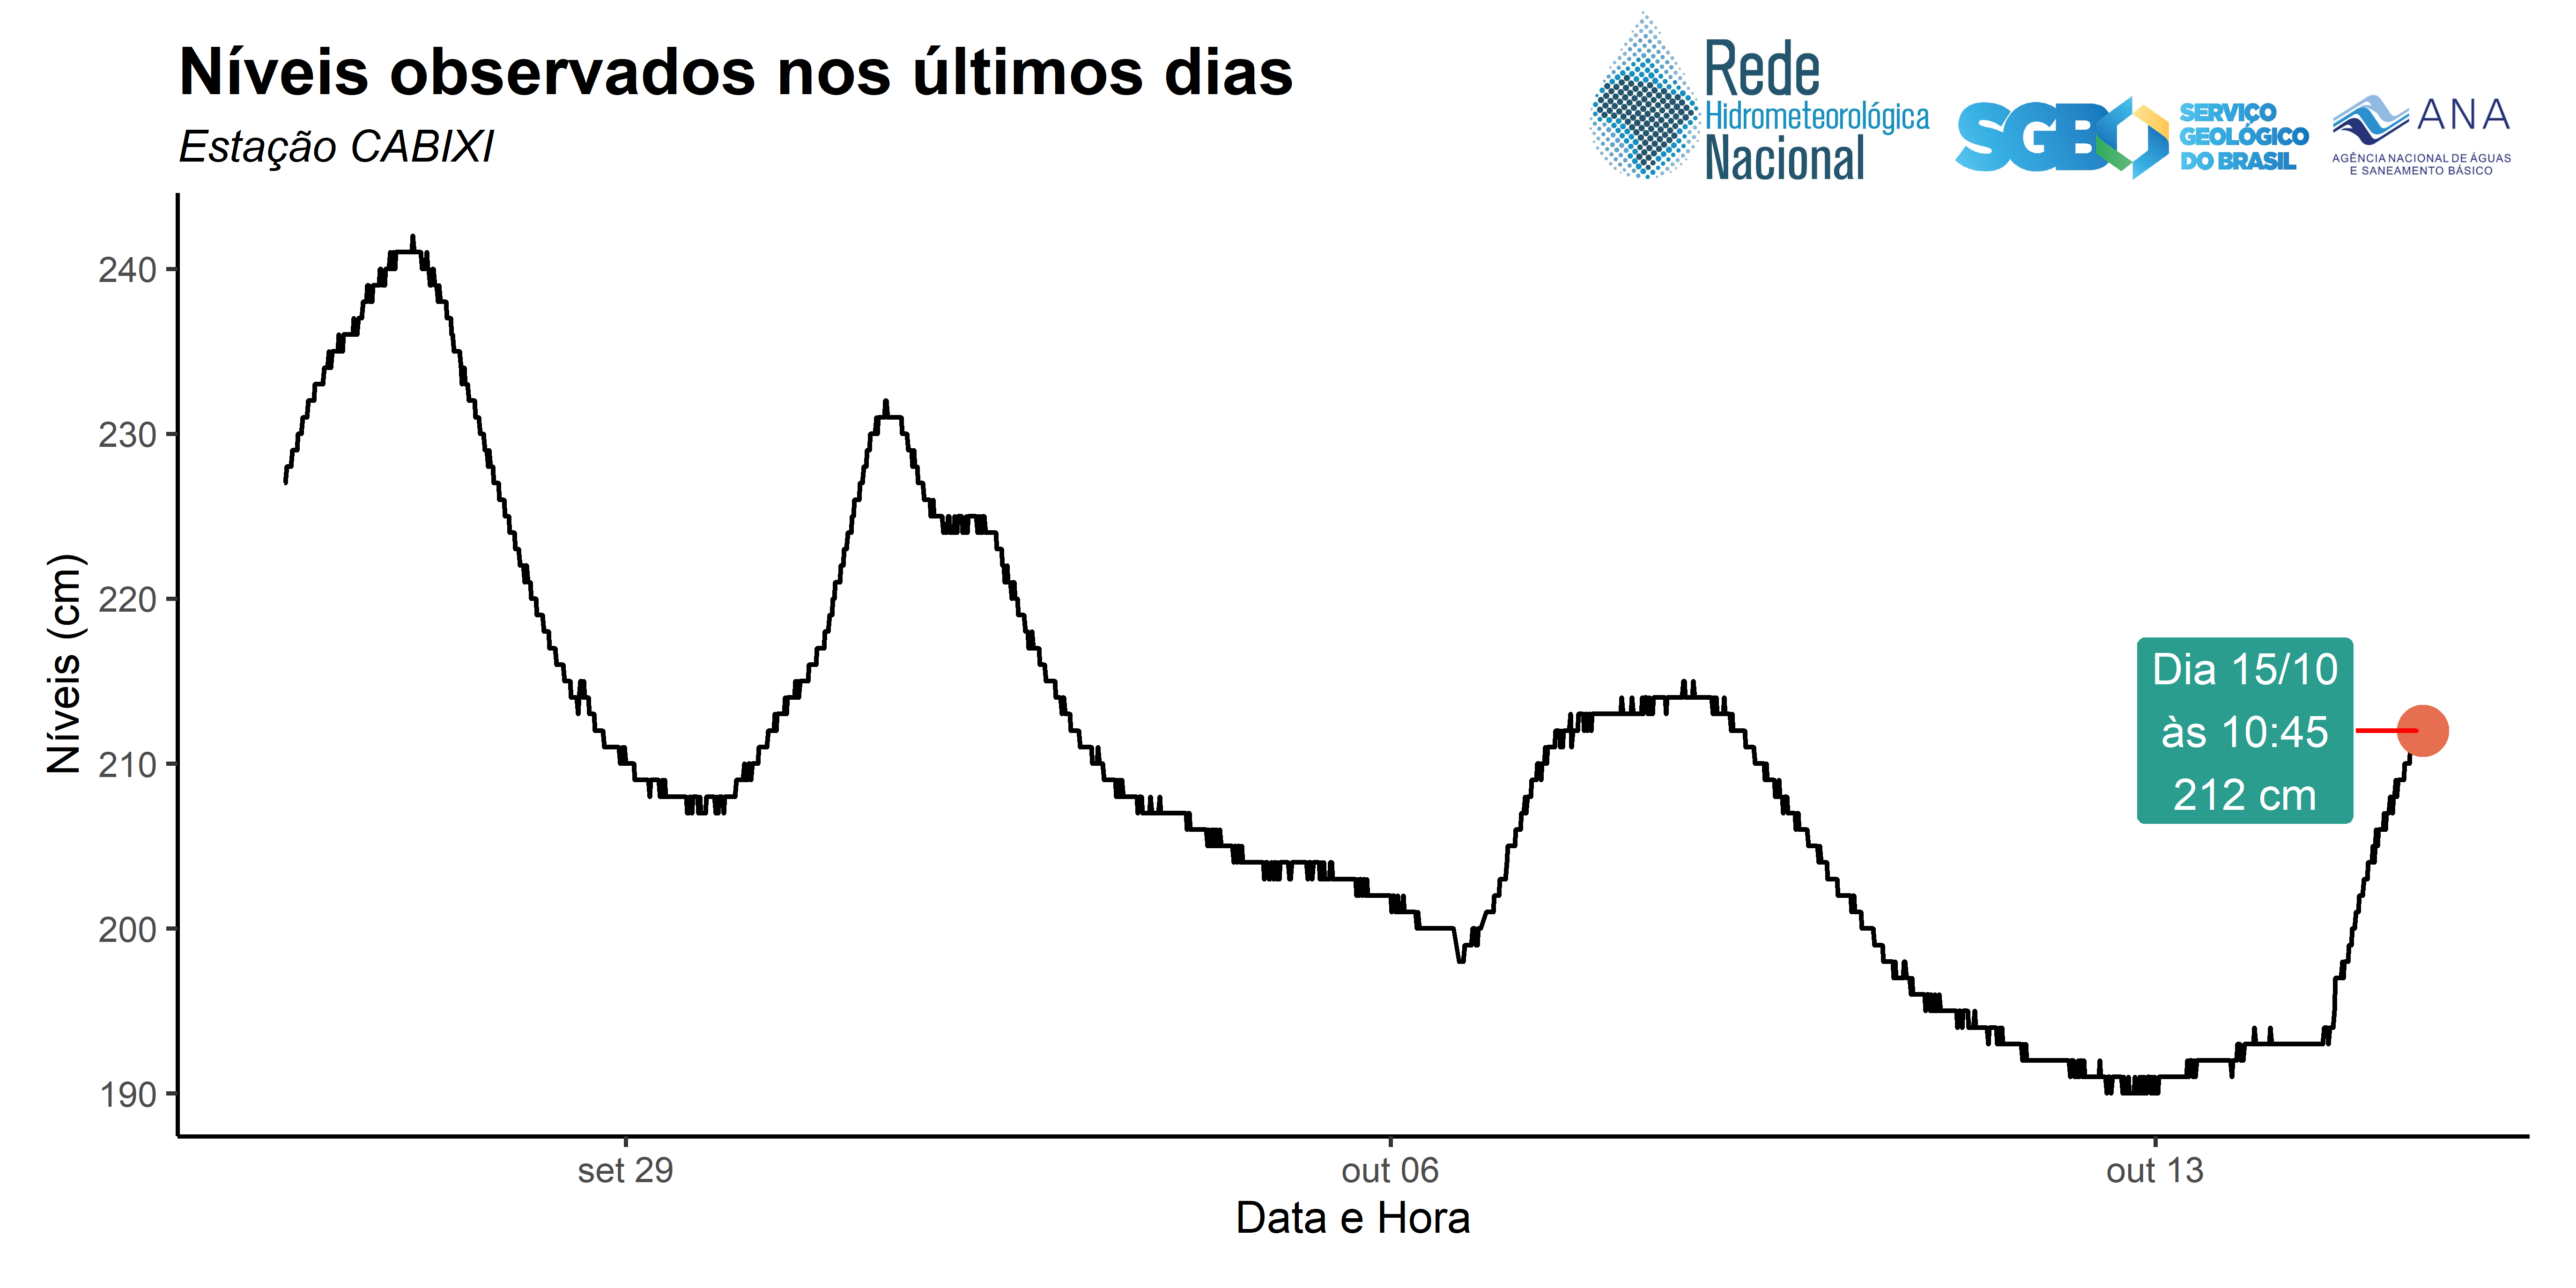 Níveis observados nos últimos dias
Estação CABIXI
Rede
Hidrometeorológica
Nacional
SGB
SERVIÇO
GEOLÓGICO
DO BRASIL
ANA
AGÊNCIA NACIONAL DE ÁGUAS
E SANEAMENTO BÁSICO
Níveis (cm)
240
230
220
210
200
190
Dia 15/10
às 10:45
212 cm
set 29
out 06
out 13
Data e Hora